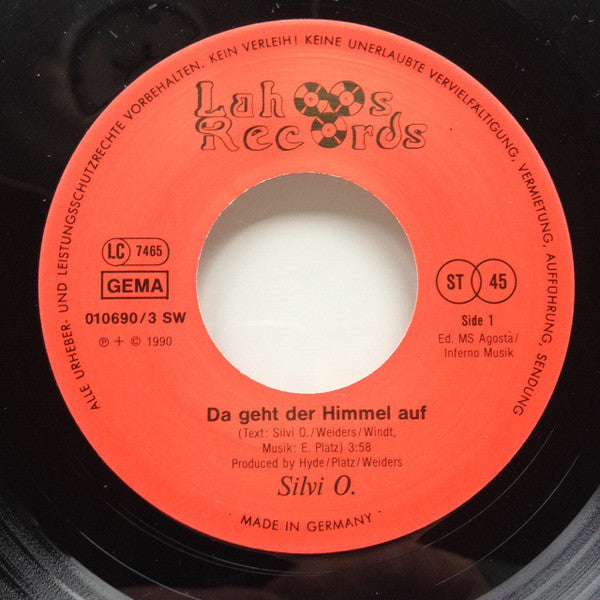 ALLE URHEBER- UND LEISTUNGSSCHUTZRECHTE VORBEHALTEN. KEIN VERLEIH! KEINE UNERLAUBTE VERVIELFÄLTIGUNG, VERMIETUNG, AUFFÜHRUNG, SENDUNG
Lahoos
Records
LC 7465
GEMA
010690/3 SW
℗ + © 1990
ST 45
Side 1
Ed. MS Agosta/
Inferno Musik
Da geht der Himmel auf
(Text: Silvi O./Weiders/Windt,
Musik: E. Platz) 3:58
Produced by Hyde/Platz/Weiders
Silvi O.
MADE IN GERMANY